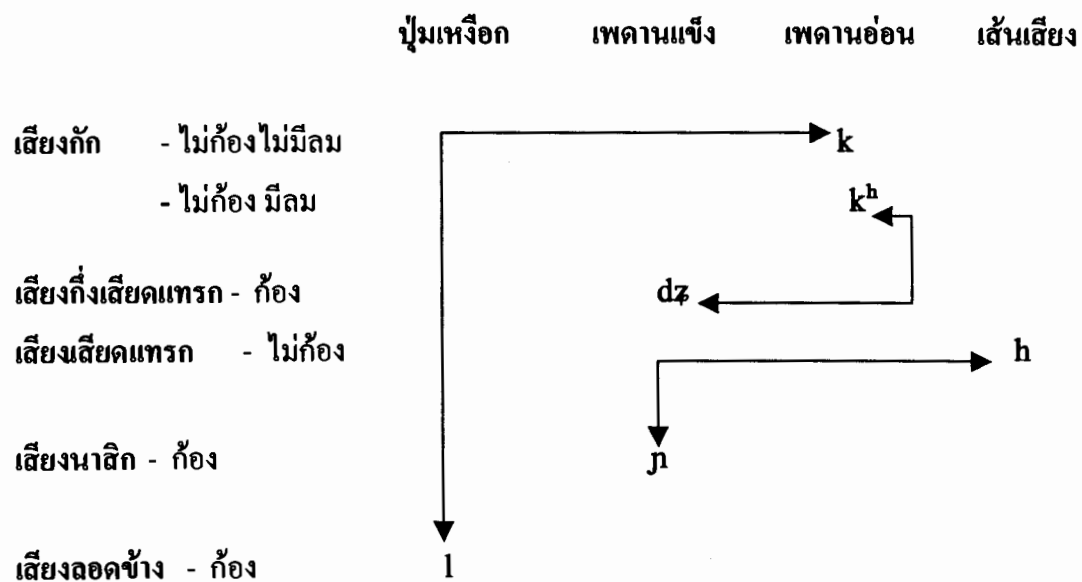 ปุ่มเหงือก เพดานแข็ง เพดานอ่อน เส้นเสียง
เสียงกัก - ไม่ก้อง ไม่มีลม k
- ไม่ก้อง มีลม kʰ
เสียงกึ่งเสียดแทรก - ก้อง dʑ
เสียงเสียดแทรก - ไม่ก้อง h
เสียงนาสิก - ก้อง ɲ
เสียงลอดข้าง - ก้อง l